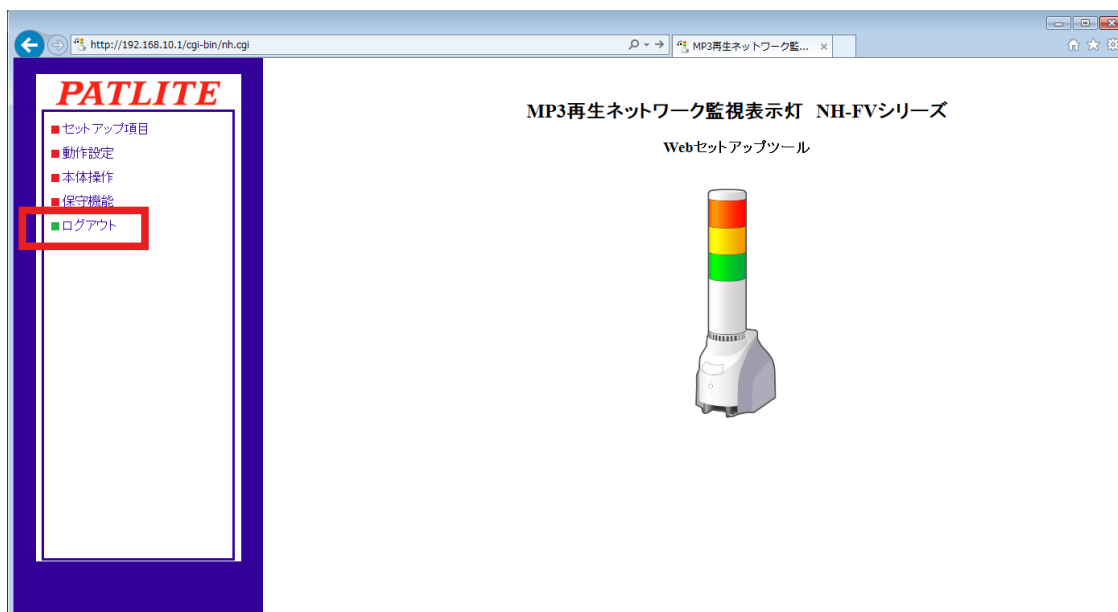 http://192.168.10.1/cgi-bin/nh.cgi
MP3再生ネットワーク監...
PATLITE
セットアップ項目
動作設定
本体操作
保守機能
ログアウト
MP3再生ネットワーク監視表示灯 NH-FVシリーズ
Webセットアップツール